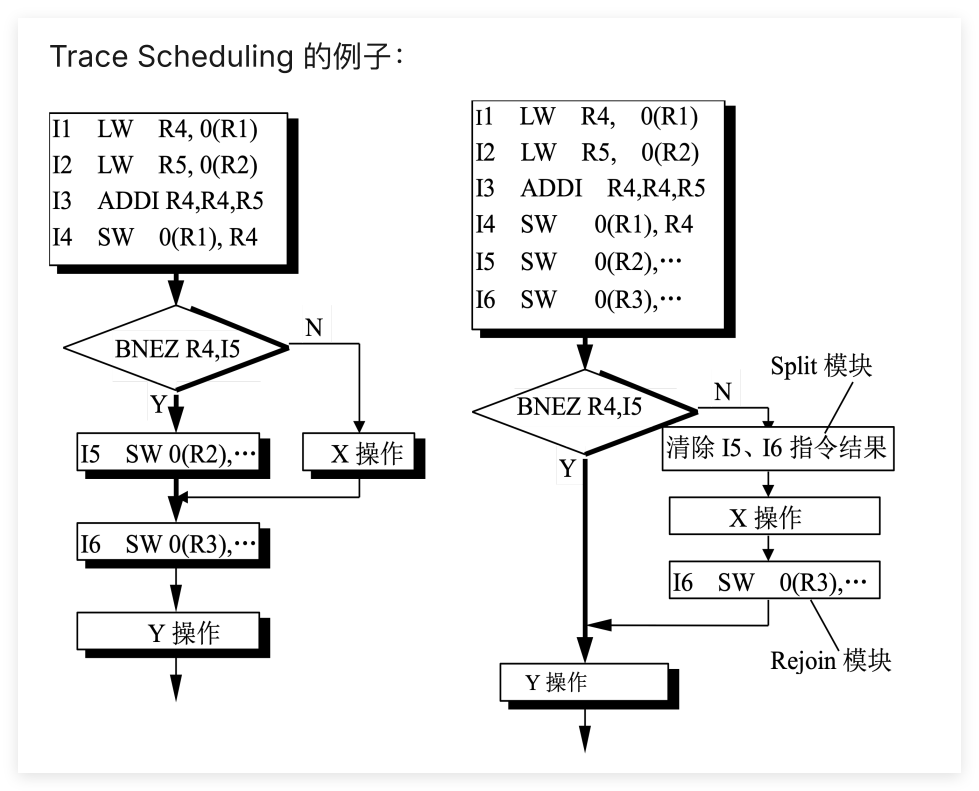 Trace Scheduling 的例子：
I1 LW R4, 0(R1)
I2 LW R5, 0(R2)
I3 ADDI R4,R4,R5
I4 SW 0(R1), R4
BNEZ R4,I5
N
Y
I5 SW 0(R2),…
X 操作
I6 SW 0(R3),…
Y 操作
I1 LW R4, 0(R1)
I2 LW R5, 0(R2)
I3 ADDI R4,R4,R5
I4 SW 0(R1), R4
I5 SW 0(R2),…
I6 SW 0(R3),…
BNEZ R4,I5
N
Y
Split 模块
清除 I5、I6 指令结果
X 操作
I6 SW 0(R3),…
Rejoin 模块
Y 操作